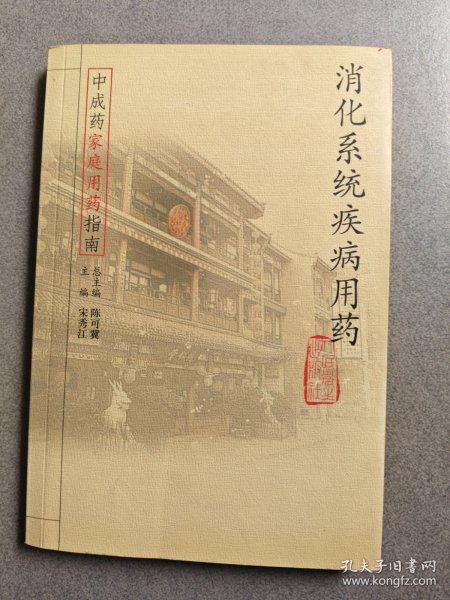 消化系统疾病用药
中成药家庭用药指南
总主编 陈可冀
主编 宋秀江
孔夫子旧书网
www.kongfz.com